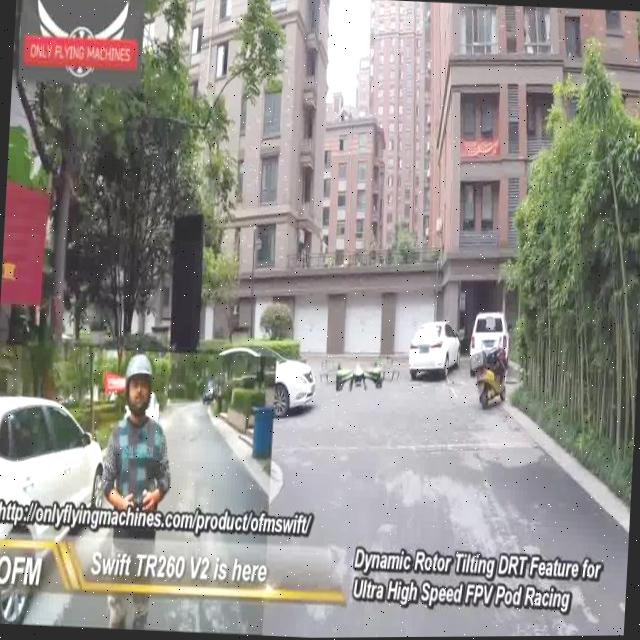 ONLY FLYING MACHINES
http://onlyflyingmachines.com/product/ofmswift/
OFM
Swift TR260 V2 is here
Dynamic Rotor Tilting DRT Feature for
Ultra High Speed FPV Pod Racing